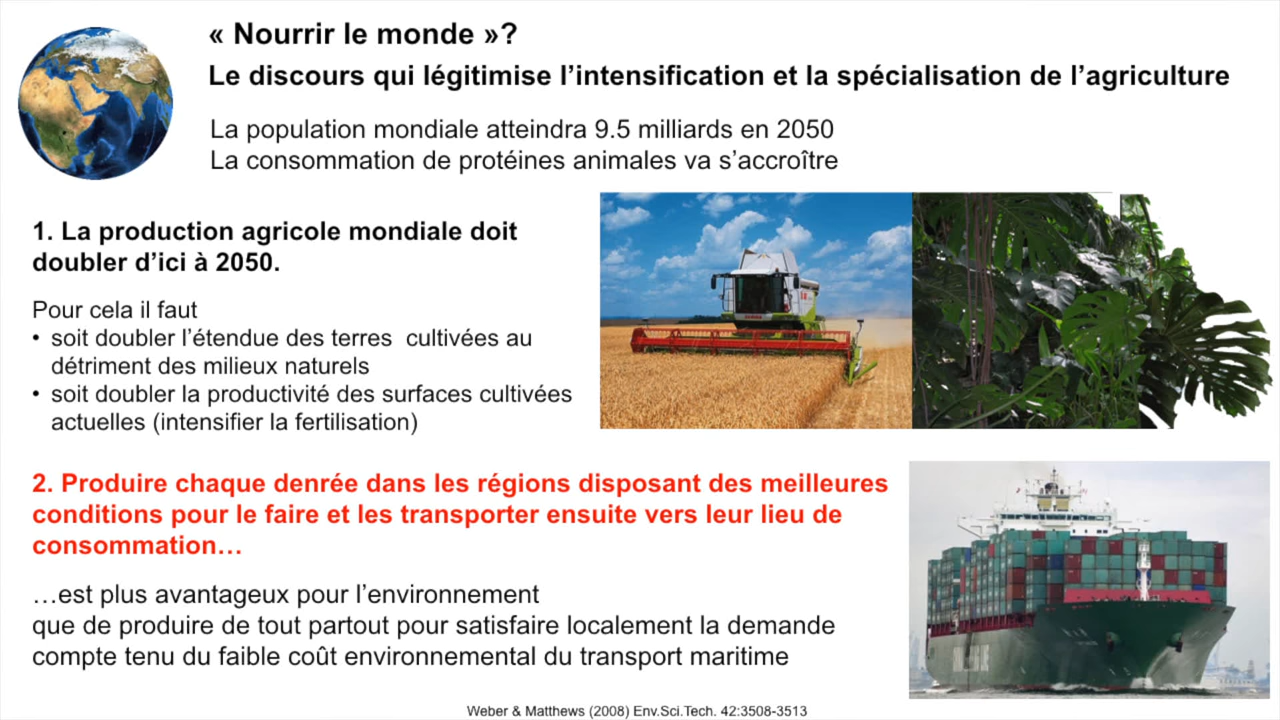 « Nourrir le monde »?
Le discours qui légitimise l’intensification et la spécialisation de l’agriculture
La population mondiale atteindra 9.5 milliards en 2050
La consommation de protéines animales va s’accroître
1. La production agricole mondiale doit
doubler d’ici à 2050.
Pour cela il faut
• soit doubler l’étendue des terres cultivées au
détriment des milieux naturels
• soit doubler la productivité des surfaces cultivées
actuelles (intensifier la fertilisation)
2. Produire chaque denrée dans les régions disposant des meilleures
conditions pour le faire et les transporter ensuite vers leur lieu de
consommation…
…est plus avantageux pour l’environnement
que de produire de tout partout pour satisfaire localement la demande
compte tenu du faible coût environnemental du transport maritime
Weber & Matthews (2008) Env.Sci.Tech. 42:3508-3513